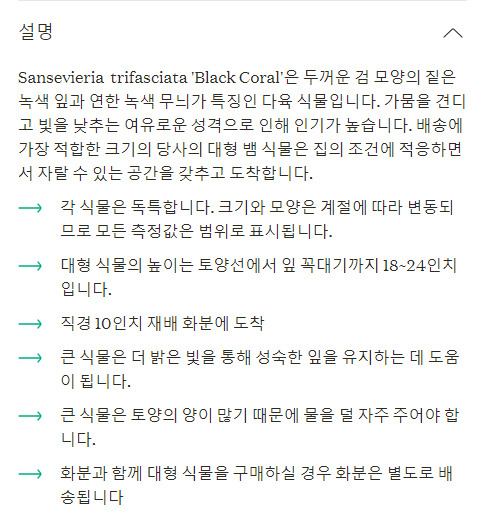 설명
Sansevieria trifasciata 'Black Coral'은 두꺼운 검 모양의 짙은
녹색 잎과 연한 녹색 무늬가 특징인 다육 식물입니다. 가뭄을 견디
고 빛을 낮추는 여유로운 성격으로 인해 인기가 높습니다. 배송에
가장 적합한 크기의 당사의 대형 뱀 식물은 집의 조건에 적응하면
서 자랄 수 있는 공간을 갖추고 도착합니다.
각 식물은 독특합니다. 크기와 모양은 계절에 따라 변동되
므로 모든 측정값은 범위로 표시됩니다.
대형 식물의 높이는 토양선에서 잎 꼭대기까지 18~24인치
입니다.
직경 10인치 재배 화분에 도착
큰 식물은 더 밝은 빛을 통해 성숙한 잎을 유지하는 데 도움
이 됩니다.
큰 식물은 토양의 양이 많기 때문에 물을 덜 자주 주어야 합
니다.
화분과 함께 대형 식물을 구매하실 경우 화분은 별도로 배
송됩니다